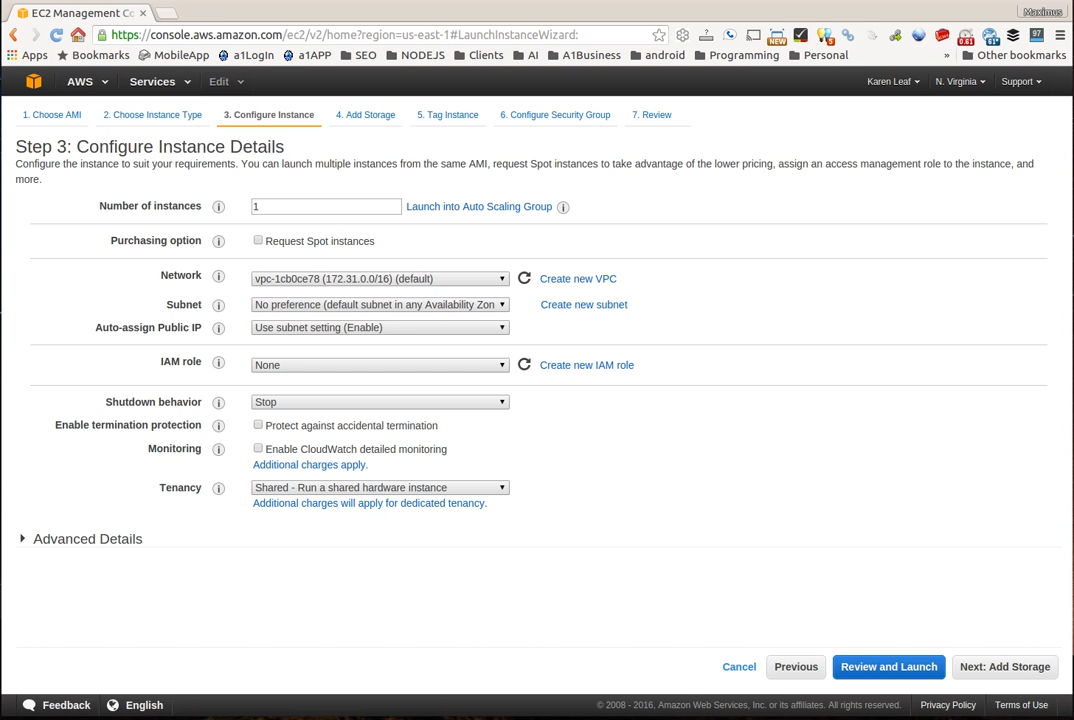 EC2 Management Co
Maximus
https://console.aws.amazon.com/ec2/v2/home?region=us-east-1#LaunchInstanceWizard:
NEW
5
0.61
61°
97
Apps Bookmarks MobileApp a1LogIn a1APP SEO NODEJS Clients AI A1Business android Programming Personal » Other bookmarks
AWS Services Edit Karen Leaf N. Virginia Support
1. Choose AMI 2. Choose Instance Type 3. Configure Instance 4. Add Storage 5. Tag Instance 6. Configure Security Group 7. Review
Step 3: Configure Instance Details
Configure the instance to suit your requirements. You can launch multiple instances from the same AMI, request Spot instances to take advantage of the lower pricing, assign an access management role to the instance, and
more.
Number of instances 1 Launch into Auto Scaling Group
Purchasing option Request Spot instances
Network vpc-1cb0ce78 (172.31.0.0/16) (default) Create new VPC
Subnet No preference (default subnet in any Availability Zon Create new subnet
Auto-assign Public IP Use subnet setting (Enable)
IAM role None Create new IAM role
Shutdown behavior Stop
Enable termination protection Protect against accidental termination
Monitoring Enable CloudWatch detailed monitoring
Additional charges apply.
Tenancy Shared - Run a shared hardware instance
Additional charges will apply for dedicated tenancy.
Advanced Details
Cancel Previous Review and Launch Next: Add Storage
Feedback English © 2008 - 2016, Amazon Web Services, Inc. or its affiliates. All rights reserved. Privacy Policy Terms of Use